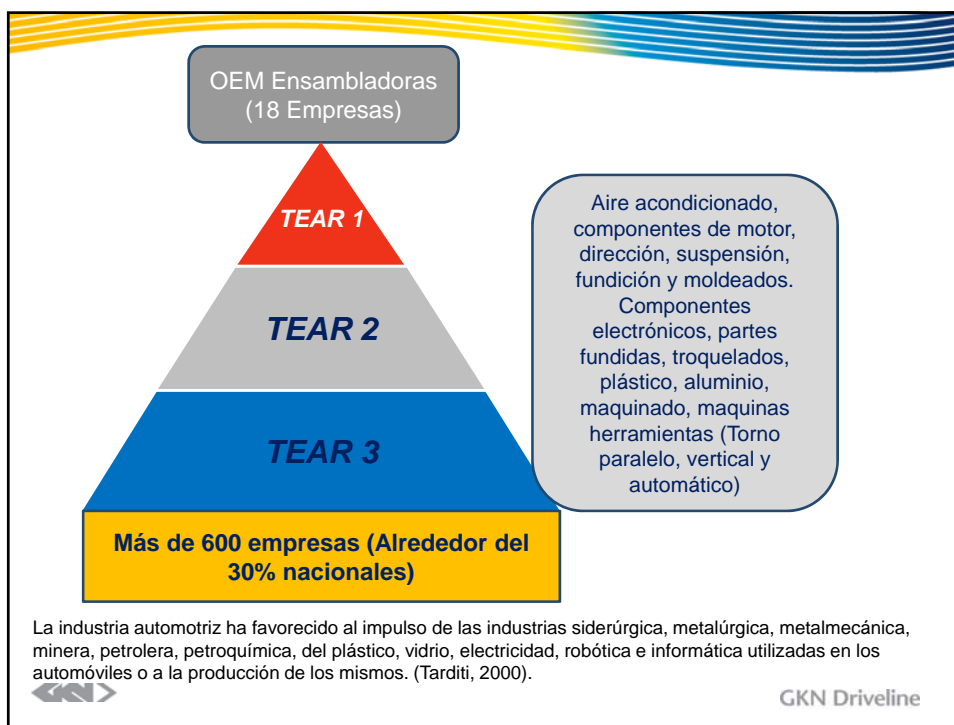 OEM Ensambladoras
(18 Empresas)
TEAR 1
TEAR 2
TEAR 3
Más de 600 empresas (Alrededor del
30% nacionales)
Aire acondicionado,
componentes de motor,
dirección, suspensión,
fundición y moldeados.
Componentes
electrónicos, partes
fundidas, troquelados,
plástico, aluminio,
maquinado, maquinas
herramientas (Torno
paralelo, vertical y
automático)
La industria automotriz ha favorecido al impulso de las industrias siderúrgica, metalúrgica, metalmecánica,
minera, petrolera, petroquímica, del plástico, vidrio, electricidad, robótica e informática utilizadas en los
automóviles o a la producción de los mismos. (Tarditi, 2000).
GKN
GKN Driveline